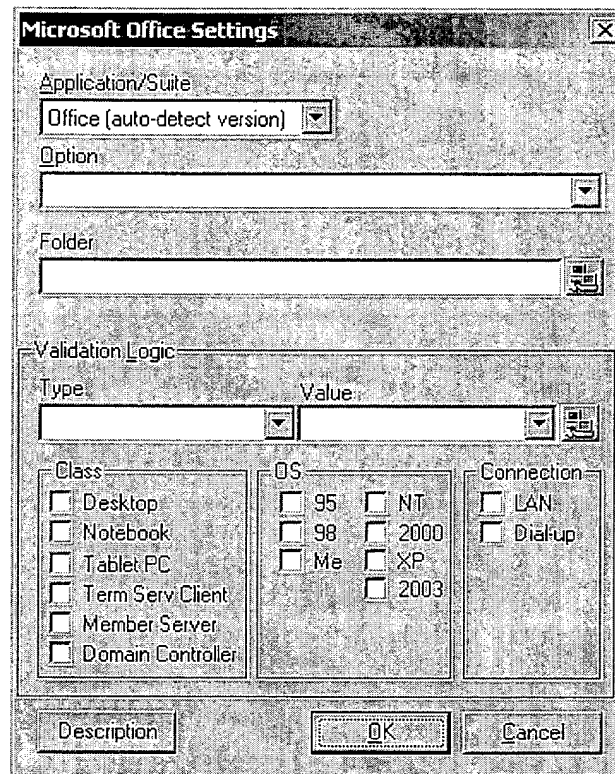 Microsoft Office Settings
Application/Suite
Office (auto-detect version)
Option
Folder
Validation Logic
Type Value
Class OS Connection
Desktop 95 NT LAN
Notebook 98 2000 Dial-up
Tablet PC Me XP
Term Serv Client 2003
Member Server
Domain Controller
Description OK Cancel